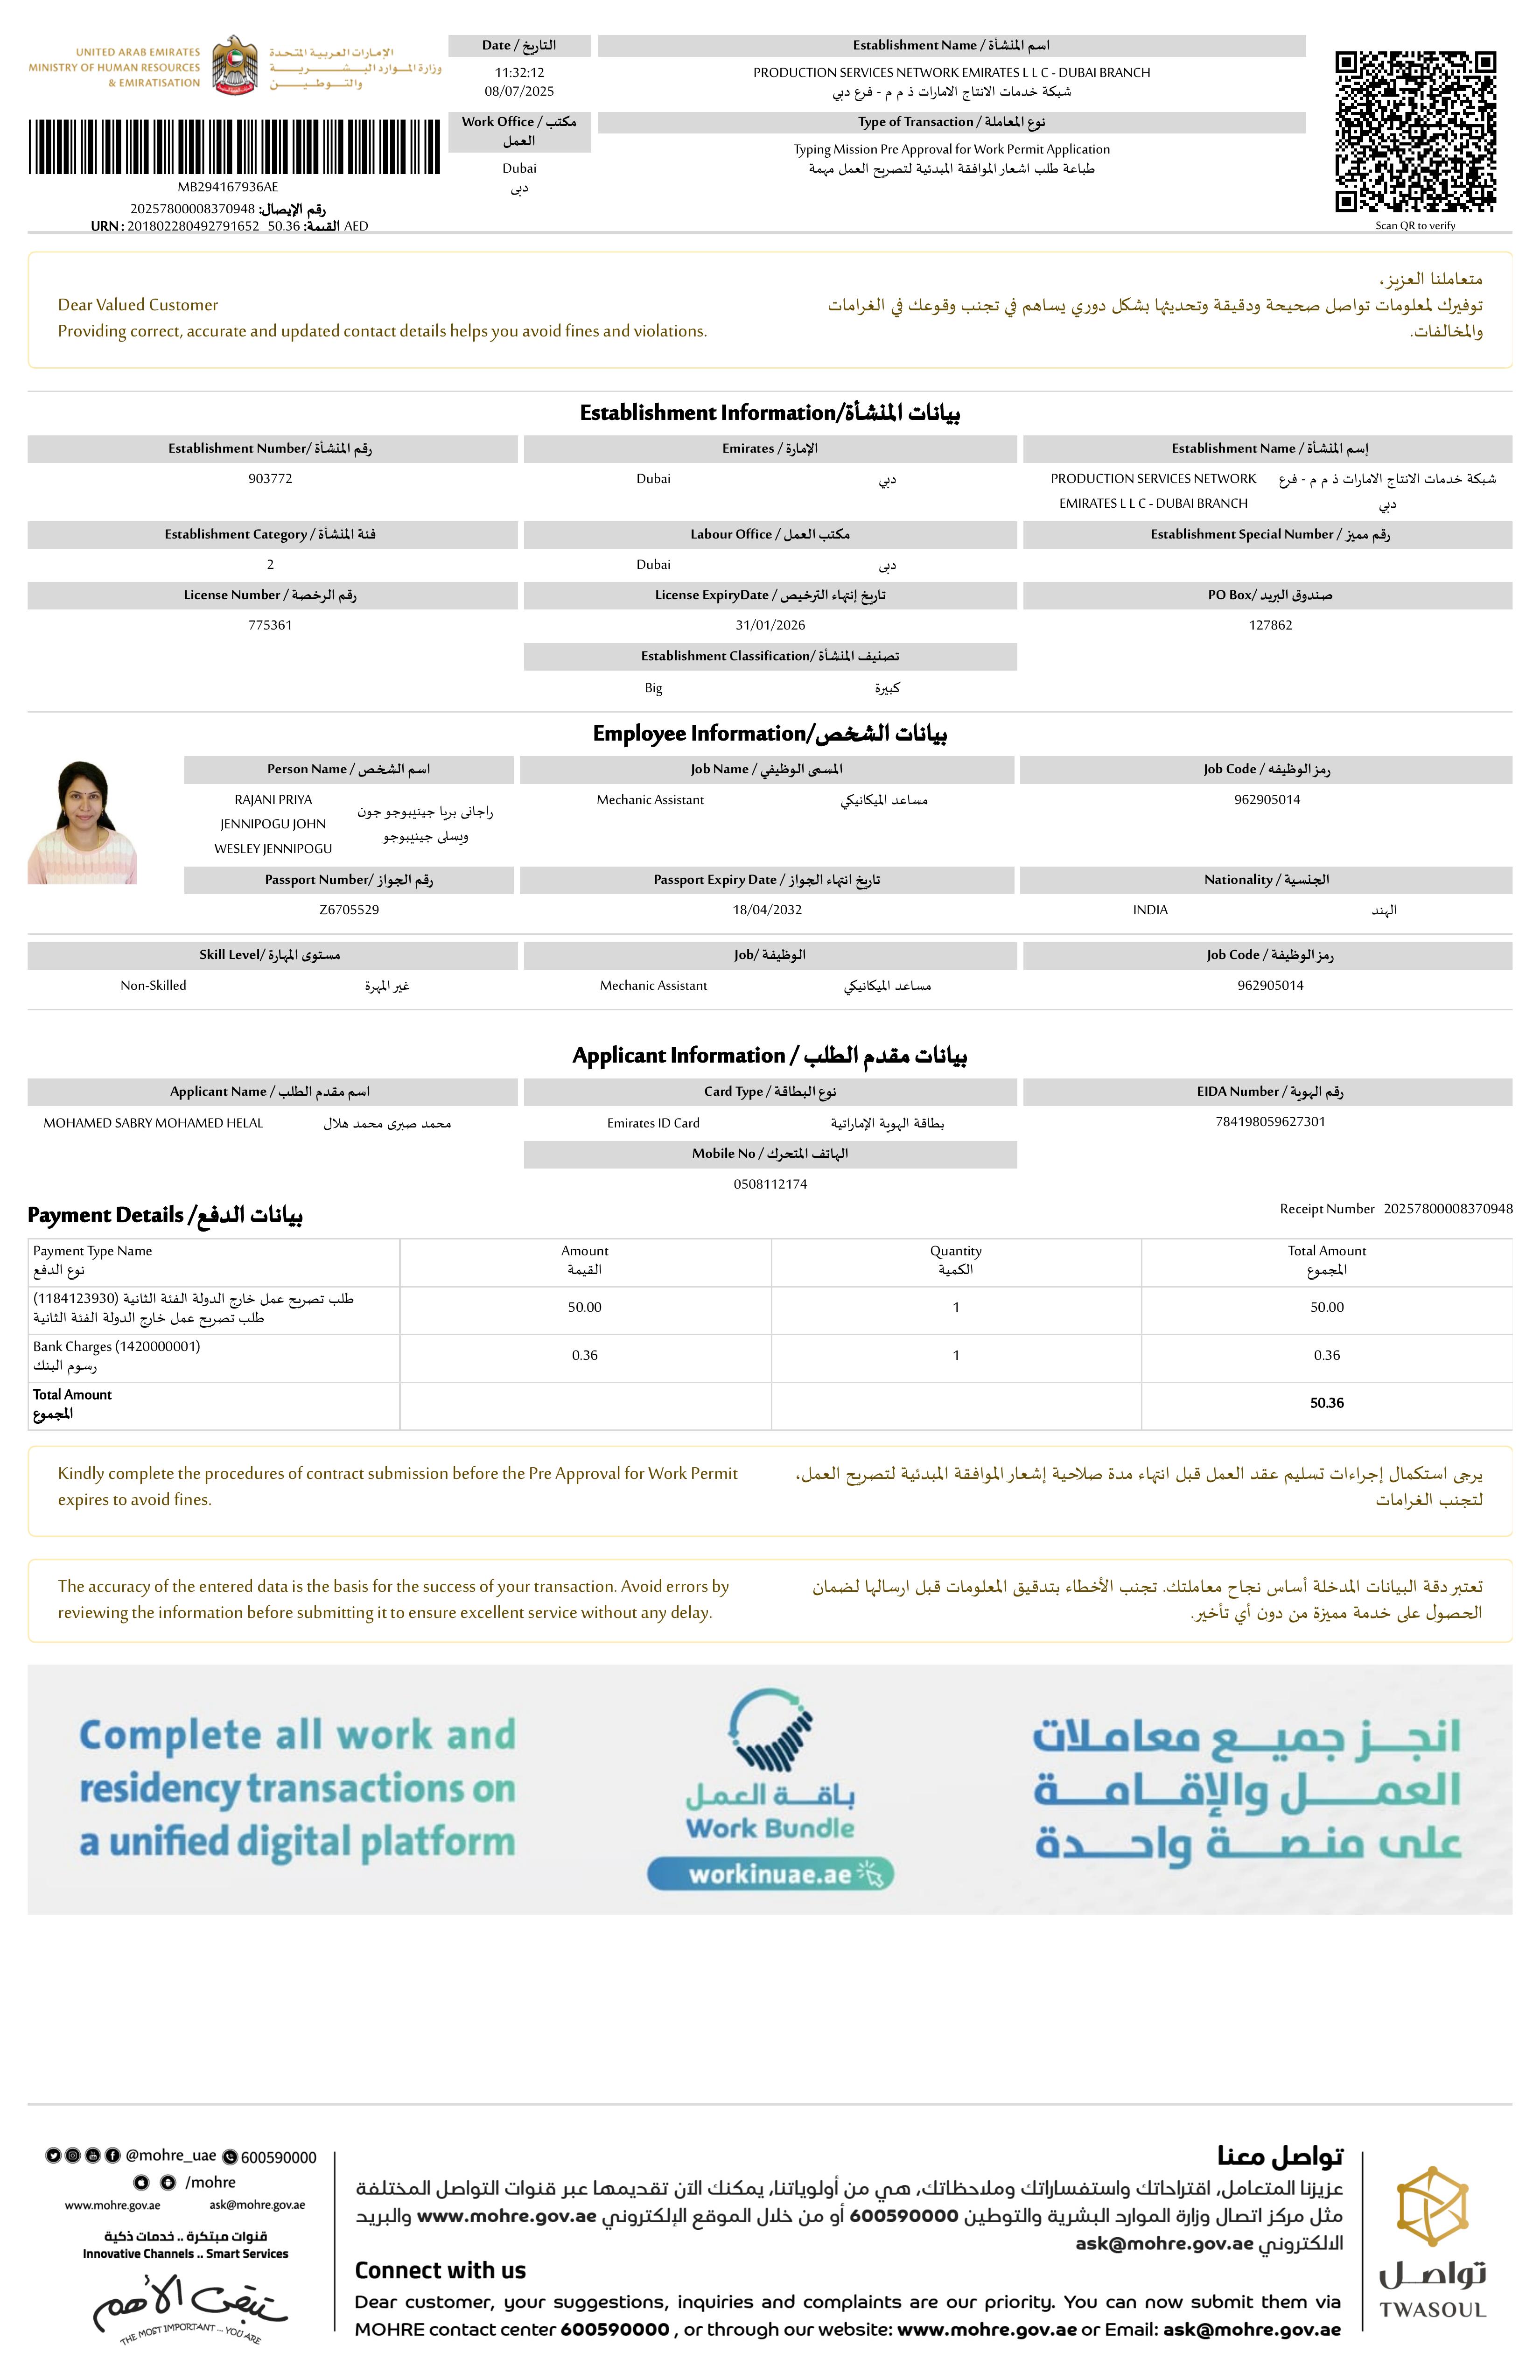 UNITED ARAB EMIRATES
MINISTRY OF HUMAN RESOURCES
& EMIRATISATION
الإمارات العربية المتحدة
وزارة الموارد البشرية
والتوطين
MB294167936AE
رقم الإيصال: 20257800008370948
URN : 201802280492791652 القيمة: 50.36 AED
Date / التاريخ
11:32:12
08/07/2025
Work Office / مكتب
العمل
Dubai
دبى
Establishment Name / اسم المنشأة
PRODUCTION SERVICES NETWORK EMIRATES L L C - DUBAI BRANCH
شبكة خدمات الانتاج الامارات ذ م م - فرع دبي
Type of Transaction / نوع المعاملة
Typing Mission Pre Approval for Work Permit Application
طباعة طلب اشعار الموافقة المبدئية لتصريح العمل مهمة
Scan QR to verify
Dear Valued Customer
Providing correct, accurate and updated contact details helps you avoid fines and violations.
متعاملنا العزيز،
توفيرك لمعلومات تواصل صحيحة ودقيقة وتحديثها بشكل دوري يساهم في تجنب وقوعك في الغرامات
والمخالفات.
Establishment Information/بيانات المنشأة
Establishment Number/ رقم المنشأة
Emirates / الإمارة
Establishment Name / إسم المنشأة
903772
Dubai دبي
PRODUCTION SERVICES NETWORK
EMIRATES L L C - DUBAI BRANCH
شبكة خدمات الانتاج الامارات ذ م م - فرع
دبي
Establishment Category / فئة المنشأة
Labour Office / مكتب العمل
Establishment Special Number / رقم مميز
2
Dubai دبى
License Number / رقم الرخصة
License ExpiryDate / تاريخ إنتهاء الترخيص
PO Box/ صندوق البريد
775361
31/01/2026
127862
Establishment Classification/ تصنيف المنشأة
Big كبيرة
Employee Information/بيانات الشخص
Person Name / اسم الشخص
Job Name / المسمى الوظيفي
Job Code / رمز الوظيفه
RAJANI PRIYA
JENNIPOGU JOHN
WESLEY JENNIPOGU
راجانى بريا جينيبوجو جون
ويسلى جينيبوجو
Mechanic Assistant مساعد الميكانيكي
962905014
Passport Number/ رقم الجواز
Passport Expiry Date / تاريخ انتهاء الجواز
Nationality / الجنسية
Z6705529
18/04/2032
INDIA الهند
Skill Level/ مستوى المهارة
Job/ الوظيفة
Job Code / رمز الوظيفة
Non-Skilled غير المهرة
Mechanic Assistant مساعد الميكانيكي
962905014
Applicant Information / بيانات مقدم الطلب
Applicant Name / اسم مقدم الطلب
Card Type / نوع البطاقة
EIDA Number / رقم الهوية
MOHAMED SABRY MOHAMED HELAL محمد صبرى محمد هلال
Emirates ID Card بطاقة الهوية الإماراتية
784198059627301
Mobile No / الهاتف المتحرك
0508112174
Payment Details /بيانات الدفع
Receipt Number 20257800008370948
Payment Type Name
نوع الدفع
Amount
القيمة
Quantity
الكمية
Total Amount
المجموع
طلب تصريح عمل خارج الدولة الفئة الثانية (1184123930)
طلب تصريح عمل خارج الدولة الفئة الثانية
50.00 1 50.00
Bank Charges (1420000001)
رسوم البنك
0.36 1 0.36
Total Amount
المجموع
50.36
Kindly complete the procedures of contract submission before the Pre Approval for Work Permit
expires to avoid fines.
يرجى استكمال إجراءات تسليم عقد العمل قبل انتهاء مدة صلاحية إشعار الموافقة المبدئية لتصريح العمل،
لتجنب الغرامات
The accuracy of the entered data is the basis for the success of your transaction. Avoid errors by
reviewing the information before submitting it to ensure excellent service without any delay.
تعتبر دقة البيانات المدخلة أساس نجاح معاملتك. تجنب الأخطاء بتدقيق المعلومات قبل ارسالها لضمان
الحصول على خدمة مميزة من دون أي تأخير.
Complete all work and
residency transactions on
a unified digital platform
باقة العمل
Work Bundle
workinuae.ae
انجز جميع معاملات
العمل والإقامة
على منصة واحدة
@mohre_uae 600590000
/mohre
www.mohre.gov.ae ask@mohre.gov.ae
قنوات مبتكرة .. خدمات ذكية
Innovative Channels .. Smart Services
تبقى الأهم
THE MOST IMPORTANT ... YOU ARE
تواصل معنا
عزيزنا المتعامل، اقتراحاتك واستفساراتك وملاحظاتك، هي من أولوياتنا، يمكنك الآن تقديمها عبر قنوات التواصل المختلفة
مثل مركز اتصال وزارة الموارد البشرية والتوطين 600590000 أو من خلال الموقع الإلكتروني www.mohre.gov.ae والبريد
الالكتروني ask@mohre.gov.ae
Connect with us
Dear customer, your suggestions, inquiries and complaints are our priority. You can now submit them via
MOHRE contact center 600590000 , or through our website: www.mohre.gov.ae or Email: ask@mohre.gov.ae
تواصل
TWASOUL